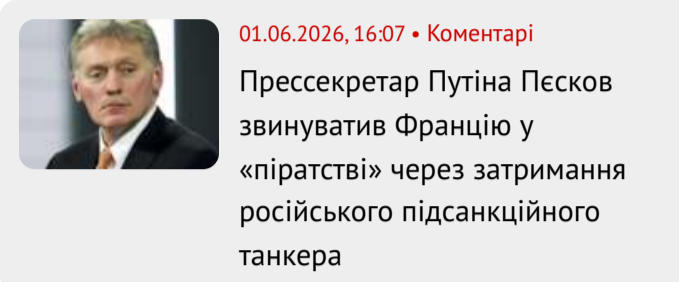 01.06.2026, 16:07 • Коментарі
Прессекретар Путіна Пєсков
звинуватив Францію у
«піратстві» через затримання
російського підсанкційного
танкера